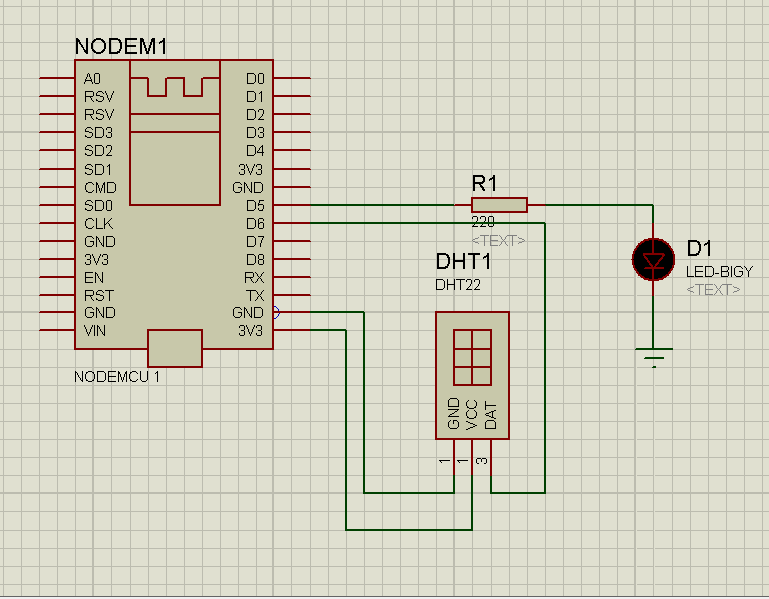 NODEM1
A0 D0
RSV D1
RSV D2
SD3 D3
SD2 D4
SD1 3V3
CMD GND
SD0 D5
CLK D6
GND D7
3V3 D8
EN RX
RST TX
GND GND
VIN 3V3
NODEMCU 1
R1
220
<TEXT>
DHT1
DHT22
GND
VCC
DAT
1
1
3
D1
LED-BIGY
<TEXT>